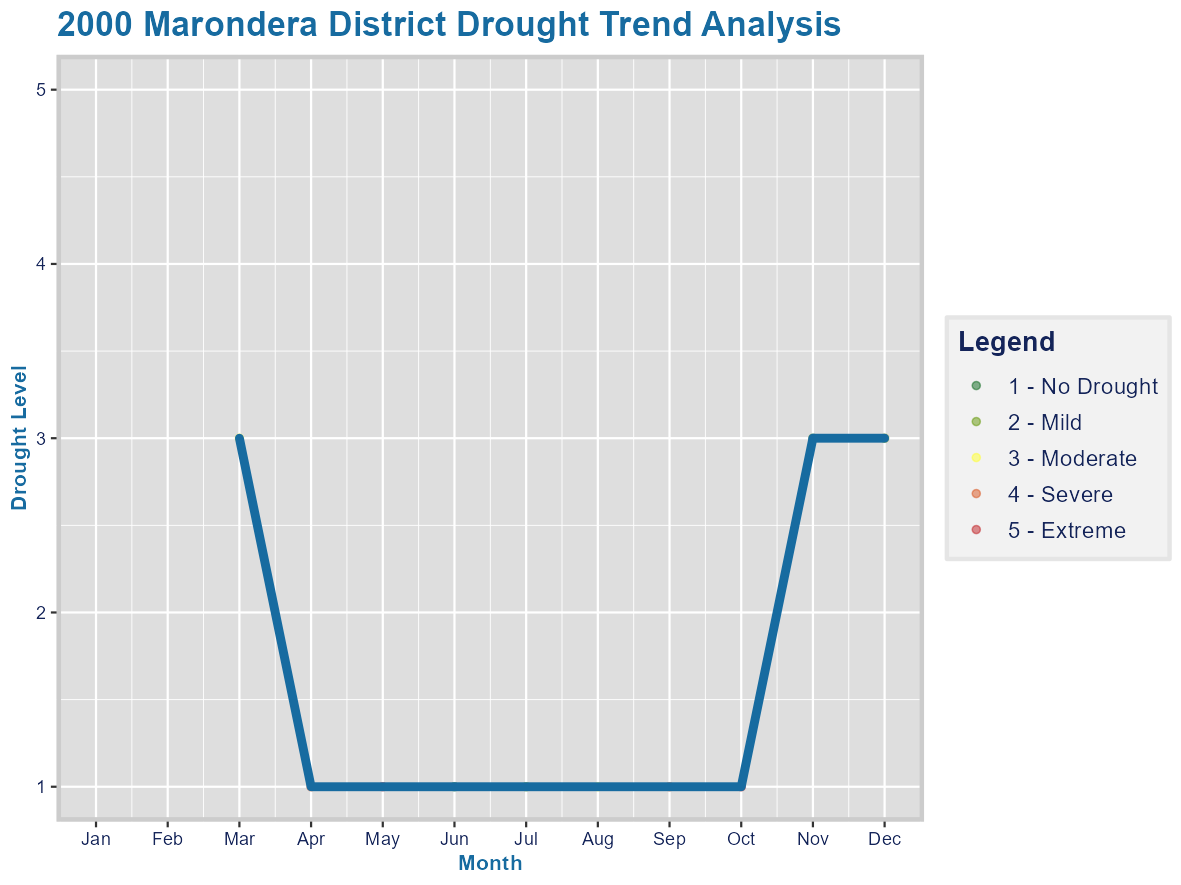 2000 Marondera District Drought Trend Analysis
5
4
3
2
1
Drought Level
Jan Feb Mar Apr May Jun Jul Aug Sep Oct Nov Dec
Month
Legend
1 - No Drought
2 - Mild
3 - Moderate
4 - Severe
5 - Extreme